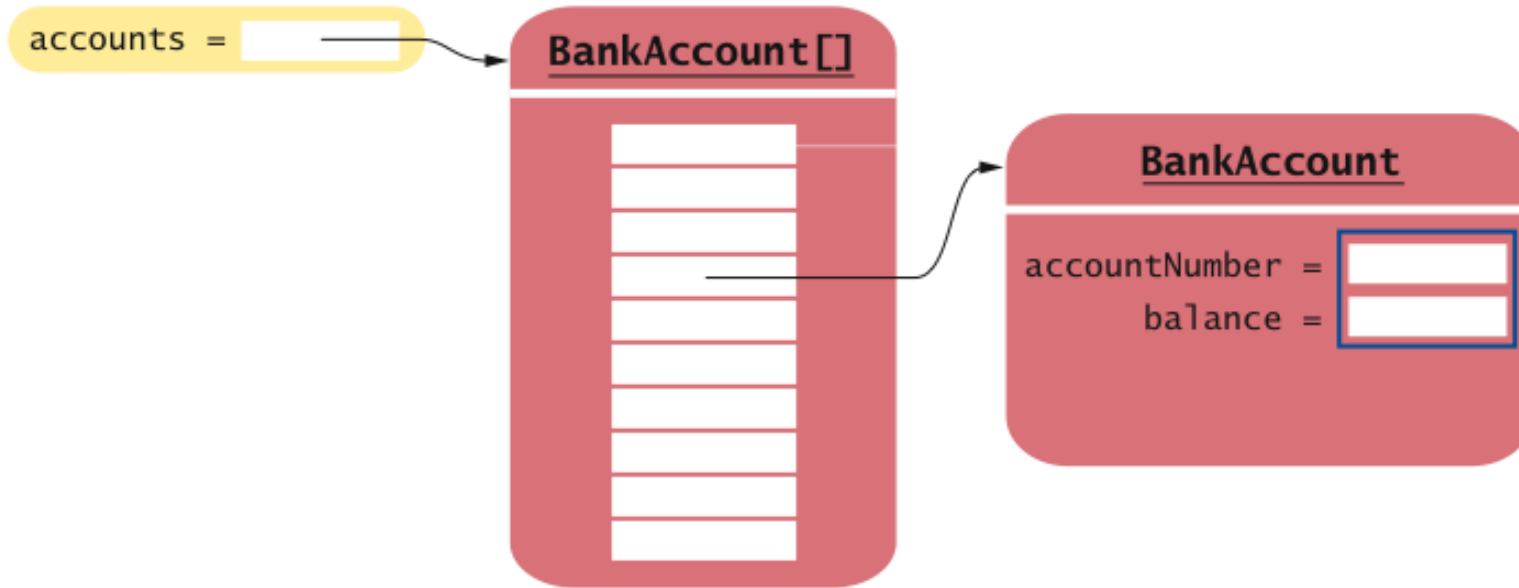 accounts =
BankAccount[]
BankAccount
accountNumber =
balance =